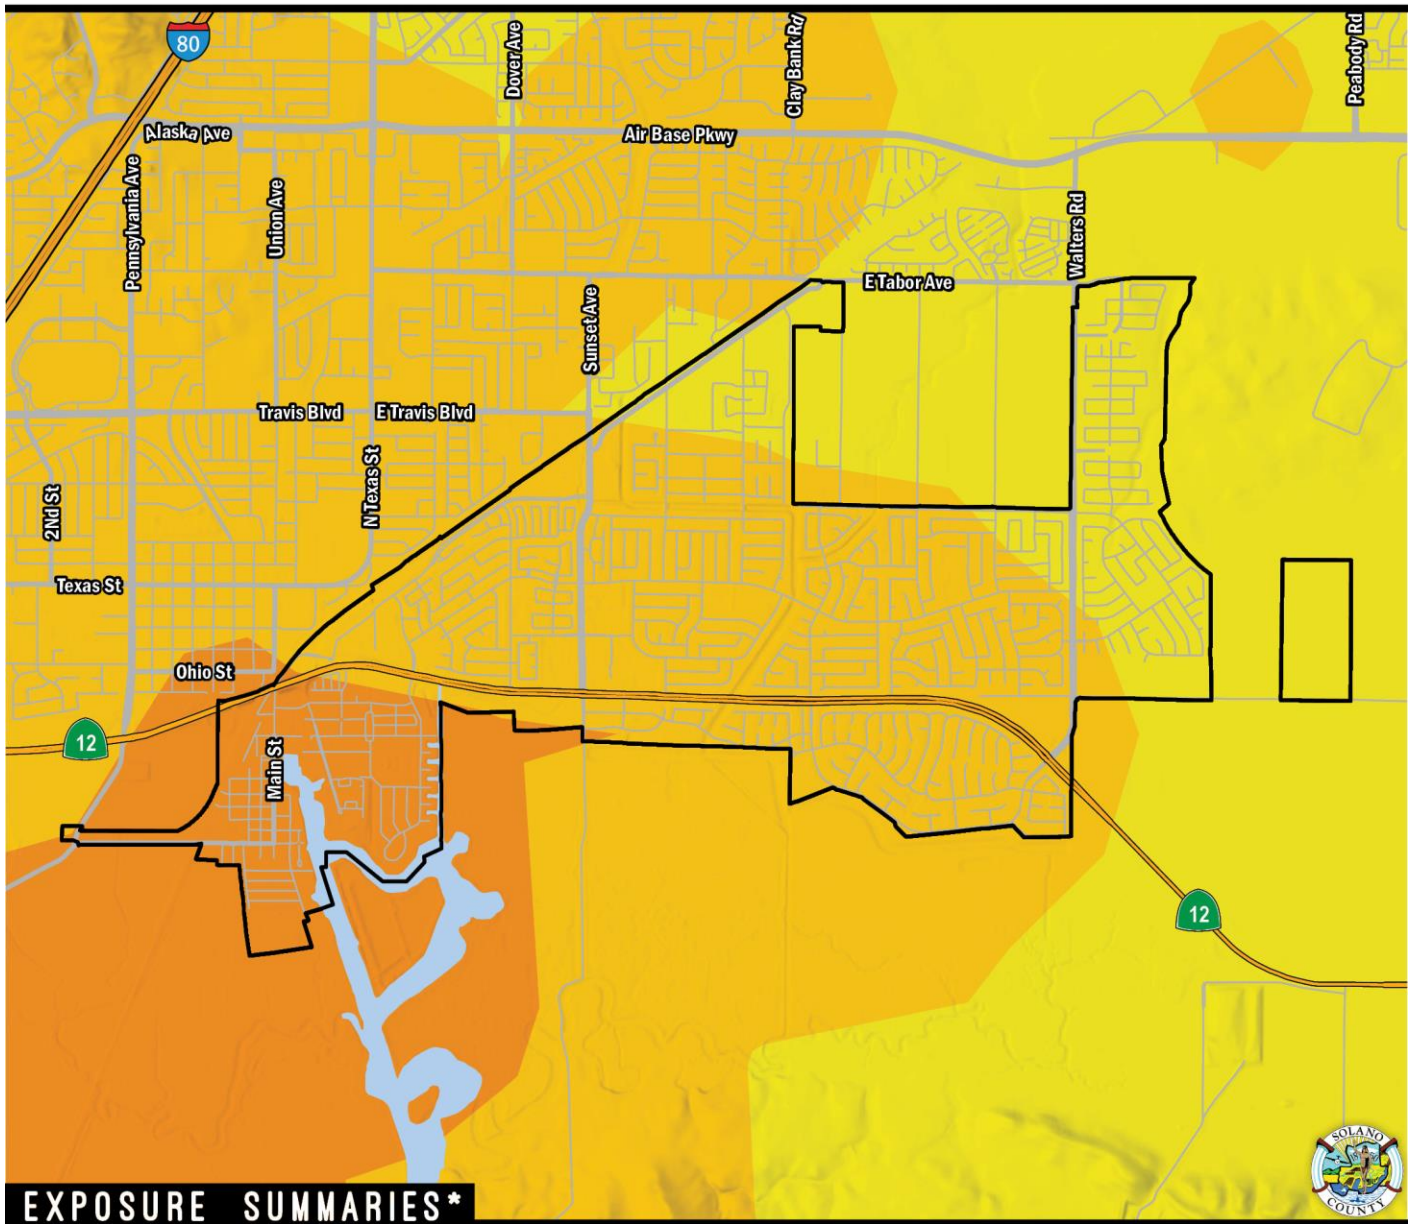 80
Dover Ave
Clay Bank Rd
Peabody Rd
Alaska Ave
Air Base Pkwy
Pennsylvania Ave
Union Ave
Walters Rd
E Tabor Ave
Sunset Ave
Travis Blvd
E Travis Blvd
N Texas St
2Nd St
Texas St
Ohio St
12
Main St
12
SOLANO
COUNTY
EXPOSURE SUMMARIES*